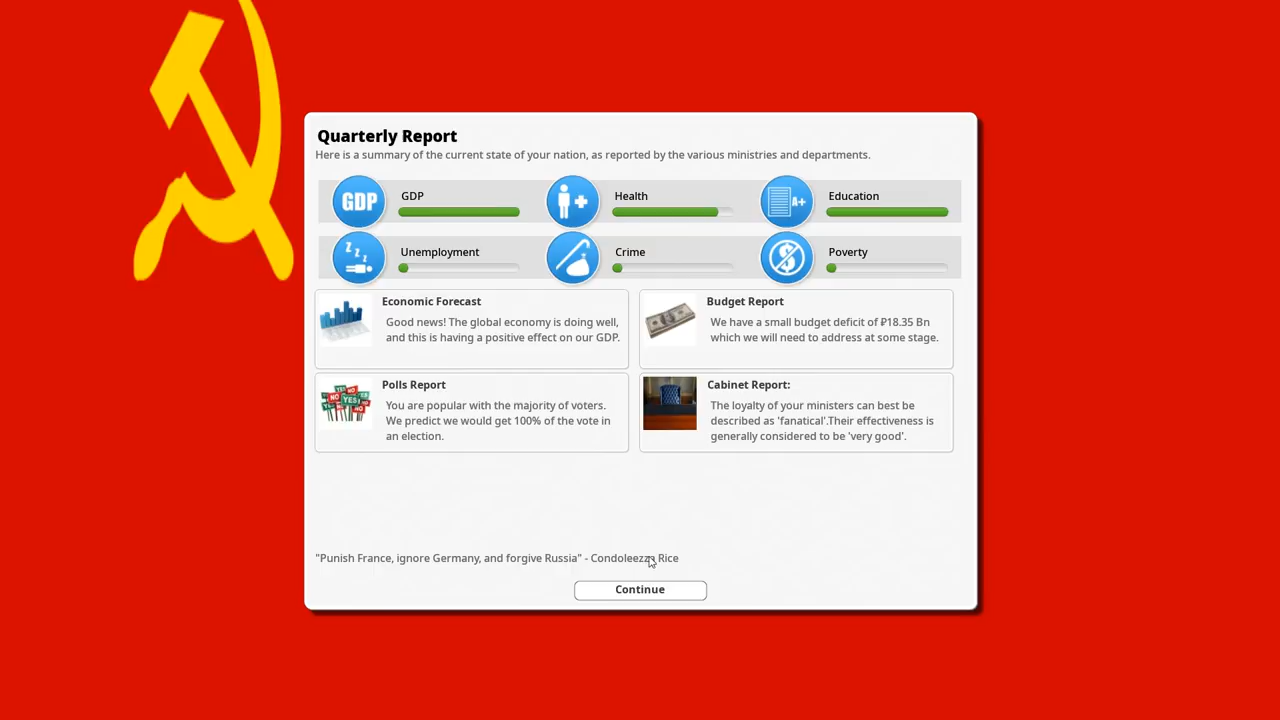 Quarterly Report
Here is a summary of the current state of your nation, as reported by the various ministries and departments.
GDP
GDP
Health
A+
Education
Z Z Z
Unemployment
Crime
$
Poverty
Economic Forecast
Good news! The global economy is doing well,
and this is having a positive effect on our GDP.
Budget Report
We have a small budget deficit of ₽18.35 Bn
which we will need to address at some stage.
YES
NO
YES!
NO
NO
Polls Report
You are popular with the majority of voters.
We predict we would get 100% of the vote in
an election.
Cabinet Report:
The loyalty of your ministers can best be
described as 'fanatical'.Their effectiveness is
generally considered to be 'very good'.
"Punish France, ignore Germany, and forgive Russia" - Condoleezza Rice
Continue